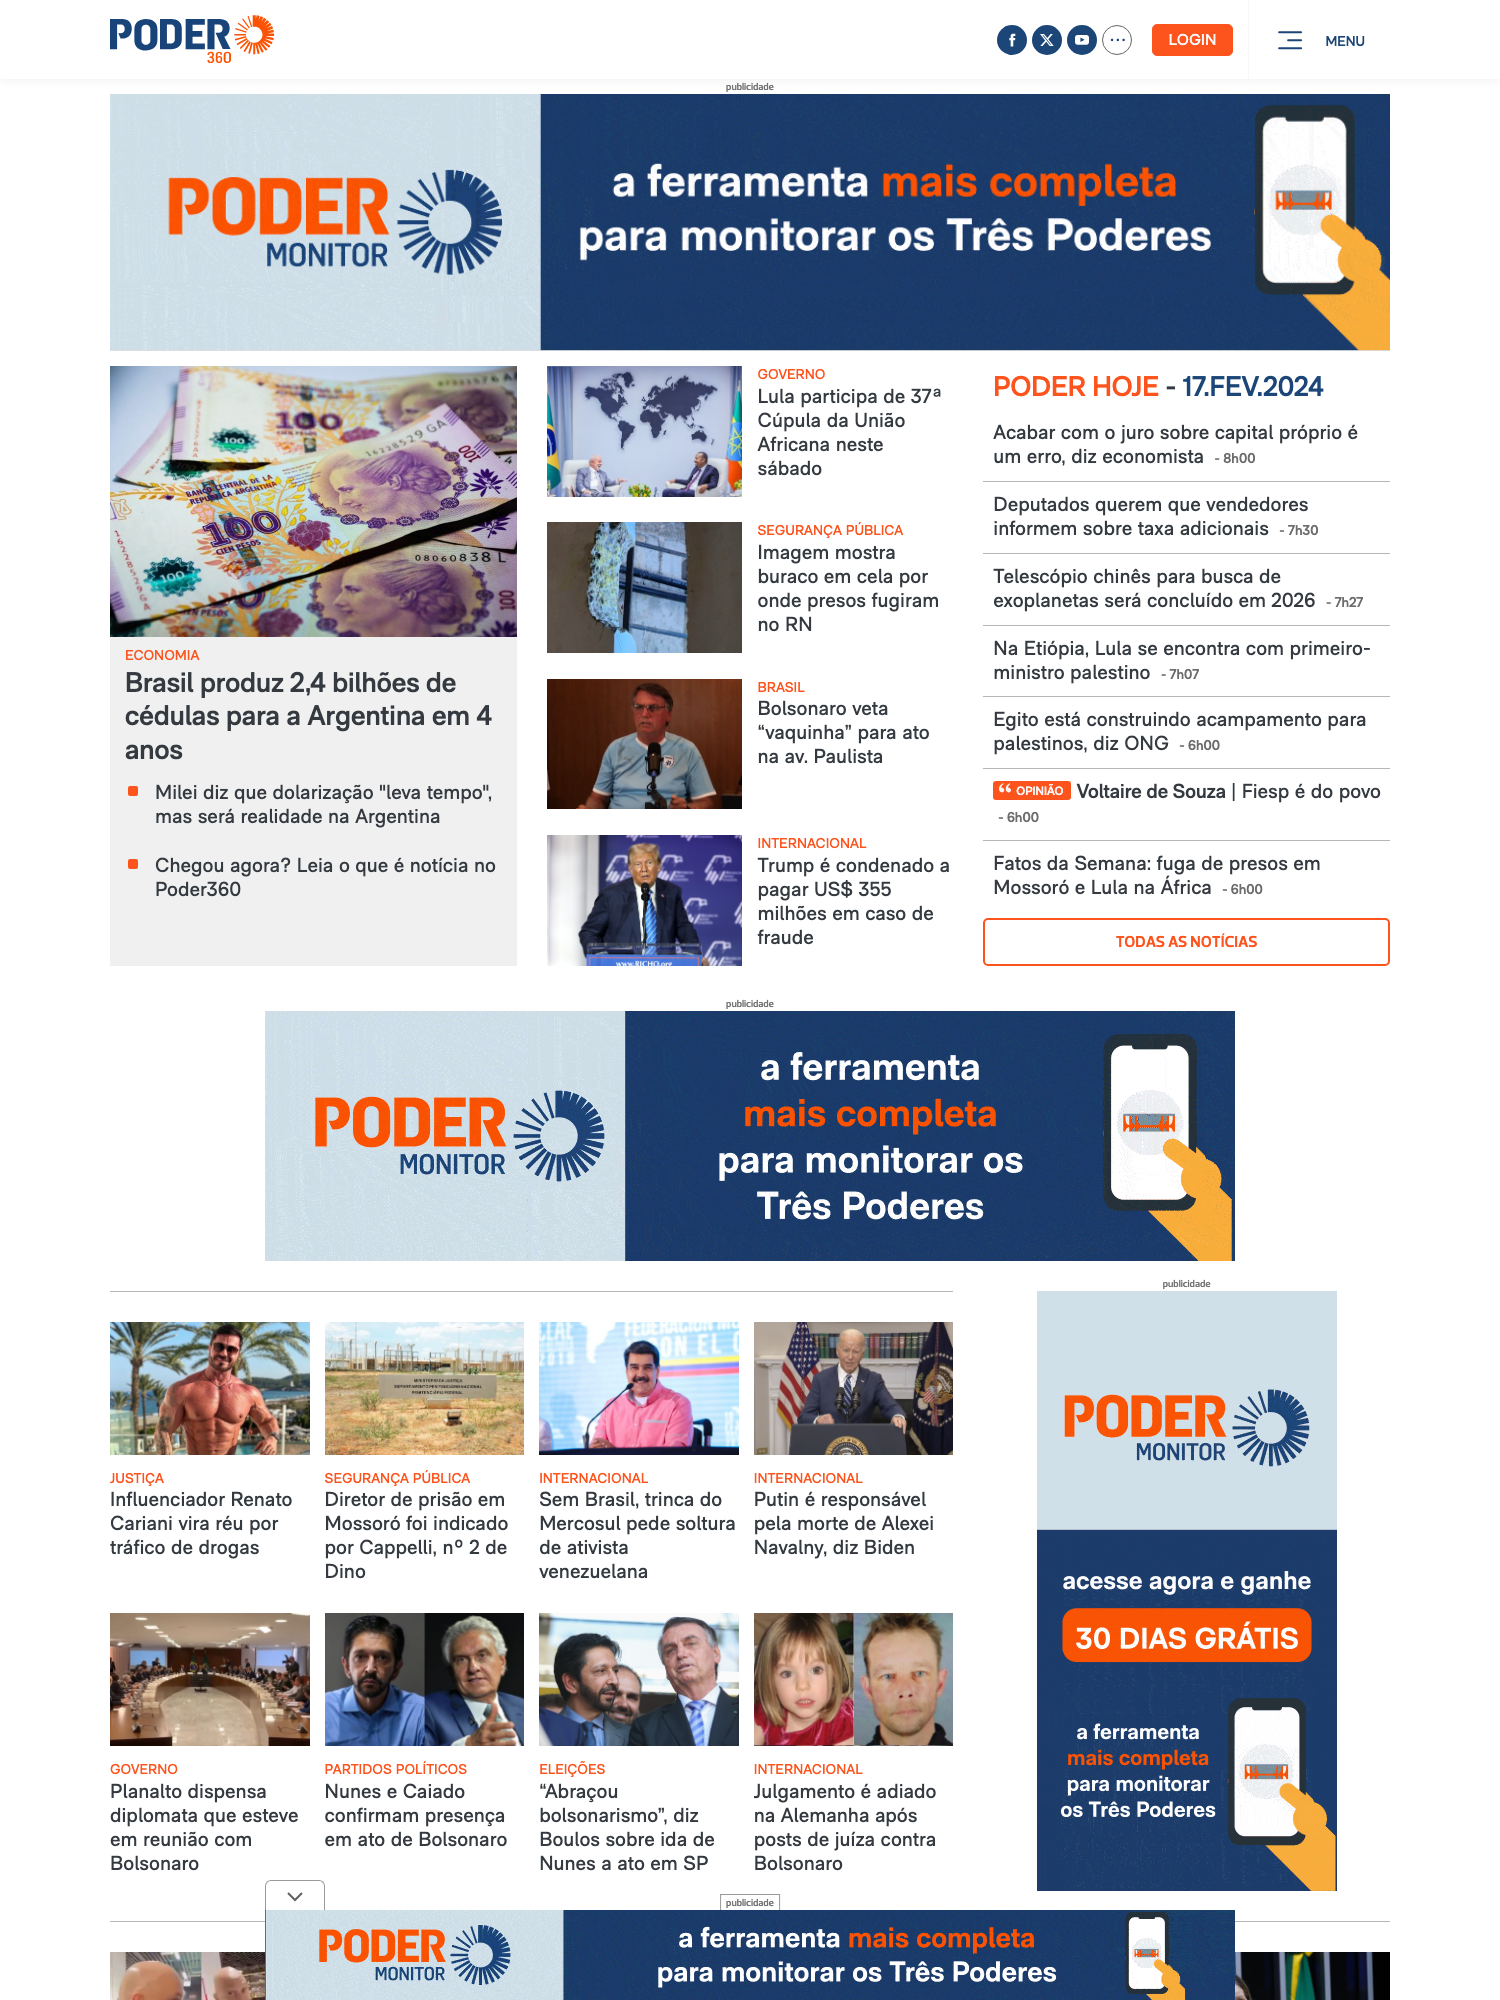 PODER
360
LOGIN
MENU
publicidade
PODER
MONITOR
a ferramenta mais completa
para monitorar os Três Poderes
ECONOMIA
Brasil produz 2,4 bilhões de
cédulas para a Argentina em 4
anos
Milei diz que dolarização "leva tempo",
mas será realidade na Argentina
Chegou agora? Leia o que é notícia no
Poder360
GOVERNO
Lula participa de 37ª
Cúpula da União
Africana neste
sábado
SEGURANÇA PÚBLICA
Imagem mostra
buraco em cela por
onde presos fugiram
no RN
BRASIL
Bolsonaro veta
“vaquinha” para ato
na av. Paulista
INTERNACIONAL
Trump é condenado a
pagar US$ 355
milhões em caso de
fraude
PODER HOJE - 17.FEV.2024
Acabar com o juro sobre capital próprio é
um erro, diz economista - 8h00
Deputados querem que vendedores
informem sobre taxa adicionais - 7h30
Telescópio chinês para busca de
exoplanetas será concluído em 2026 - 7h27
Na Etiópia, Lula se encontra com primeiro-
ministro palestino - 7h07
Egito está construindo acampamento para
palestinos, diz ONG - 6h00
OPINIÃO Voltaire de Souza | Fiesp é do povo
- 6h00
Fatos da Semana: fuga de presos em
Mossoró e Lula na África - 6h00
TODAS AS NOTÍCIAS
publicidade
PODER
MONITOR
a ferramenta
mais completa
para monitorar os
Três Poderes
JUSTIÇA
Influenciador Renato
Cariani vira réu por
tráfico de drogas
SEGURANÇA PÚBLICA
Diretor de prisão em
Mossoró foi indicado
por Cappelli, nº 2 de
Dino
INTERNACIONAL
Sem Brasil, trinca do
Mercosul pede soltura
de ativista
venezuelana
INTERNACIONAL
Putin é responsável
pela morte de Alexei
Navalny, diz Biden
GOVERNO
Planalto dispensa
diplomata que esteve
em reunião com
Bolsonaro
PARTIDOS POLÍTICOS
Nunes e Caiado
confirmam presença
em ato de Bolsonaro
ELEIÇÕES
“Abraçou
bolsonarismo”, diz
Boulos sobre ida de
Nunes a ato em SP
INTERNACIONAL
Julgamento é adiado
na Alemanha após
posts de juíza contra
Bolsonaro
publicidade
PODER
MONITOR
acesse agora e ganhe
30 DIAS GRÁTIS
a ferramenta
mais completa
para monitorar
os Três Poderes
publicidade
PODER
MONITOR
a ferramenta mais completa
para monitorar os Três Poderes